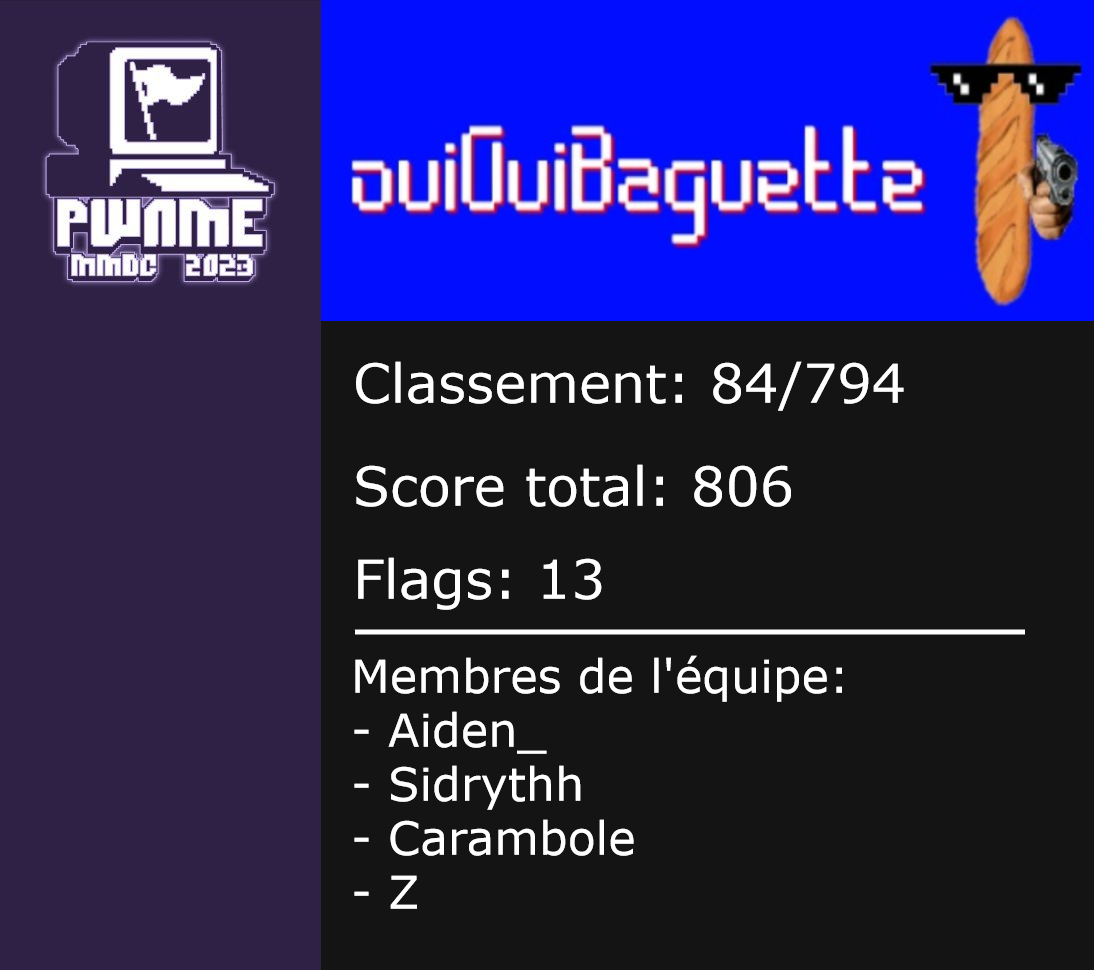 PWNME
MMDC 2023
ouiOuiBaguette
Classement: 84/794
Score total: 806
Flags: 13
Membres de l'équipe:
- Aiden_
- Sidrythh
- Carambole
- Z